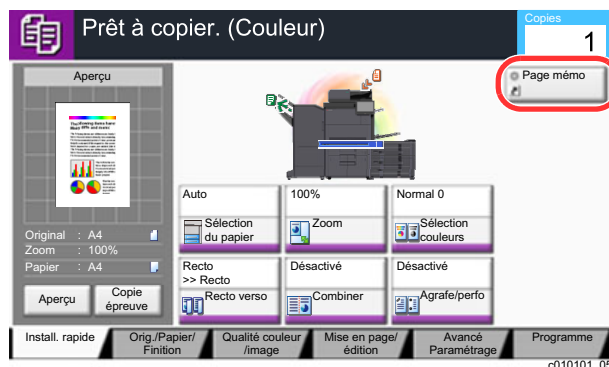 Prêt à copier. (Couleur)
Copies
1
Aperçu
Page mémo
Original : A4
Zoom : 100%
Papier : A4
Aperçu
Copie
épreuve
Auto
Sélection
du papier
100%
Zoom
Normal 0
Sélection
couleurs
Recto
>> Recto
Recto verso
Désactivé
Combiner
Désactivé
Agrafe/perfo
Install. rapide
Orig./Papier/
Finition
Qualité couleur
/image
Mise en page/
édition
Avancé
Paramétrage
Programme